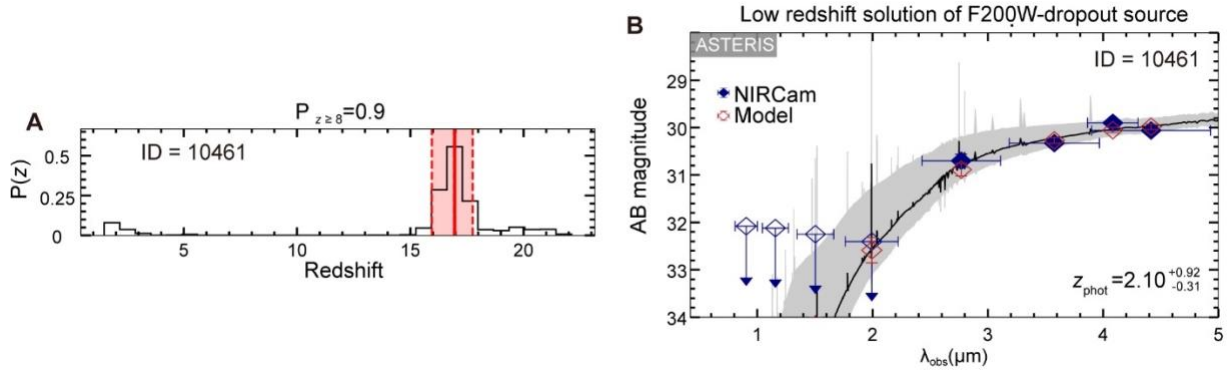 A
P z ≥ 8=0.9
ID = 10461
P(z)
0.5
0.25
0
5
10
15
20
Redshift
Low redshift solution of F200W-dropout source
B
ASTERIS
ID = 10461
NIRCam
Model
AB magnitude
29
30
31
32
33
34
z phot=2.10 +0.92 -0.31
1
2
3
4
5
λobs(μm)